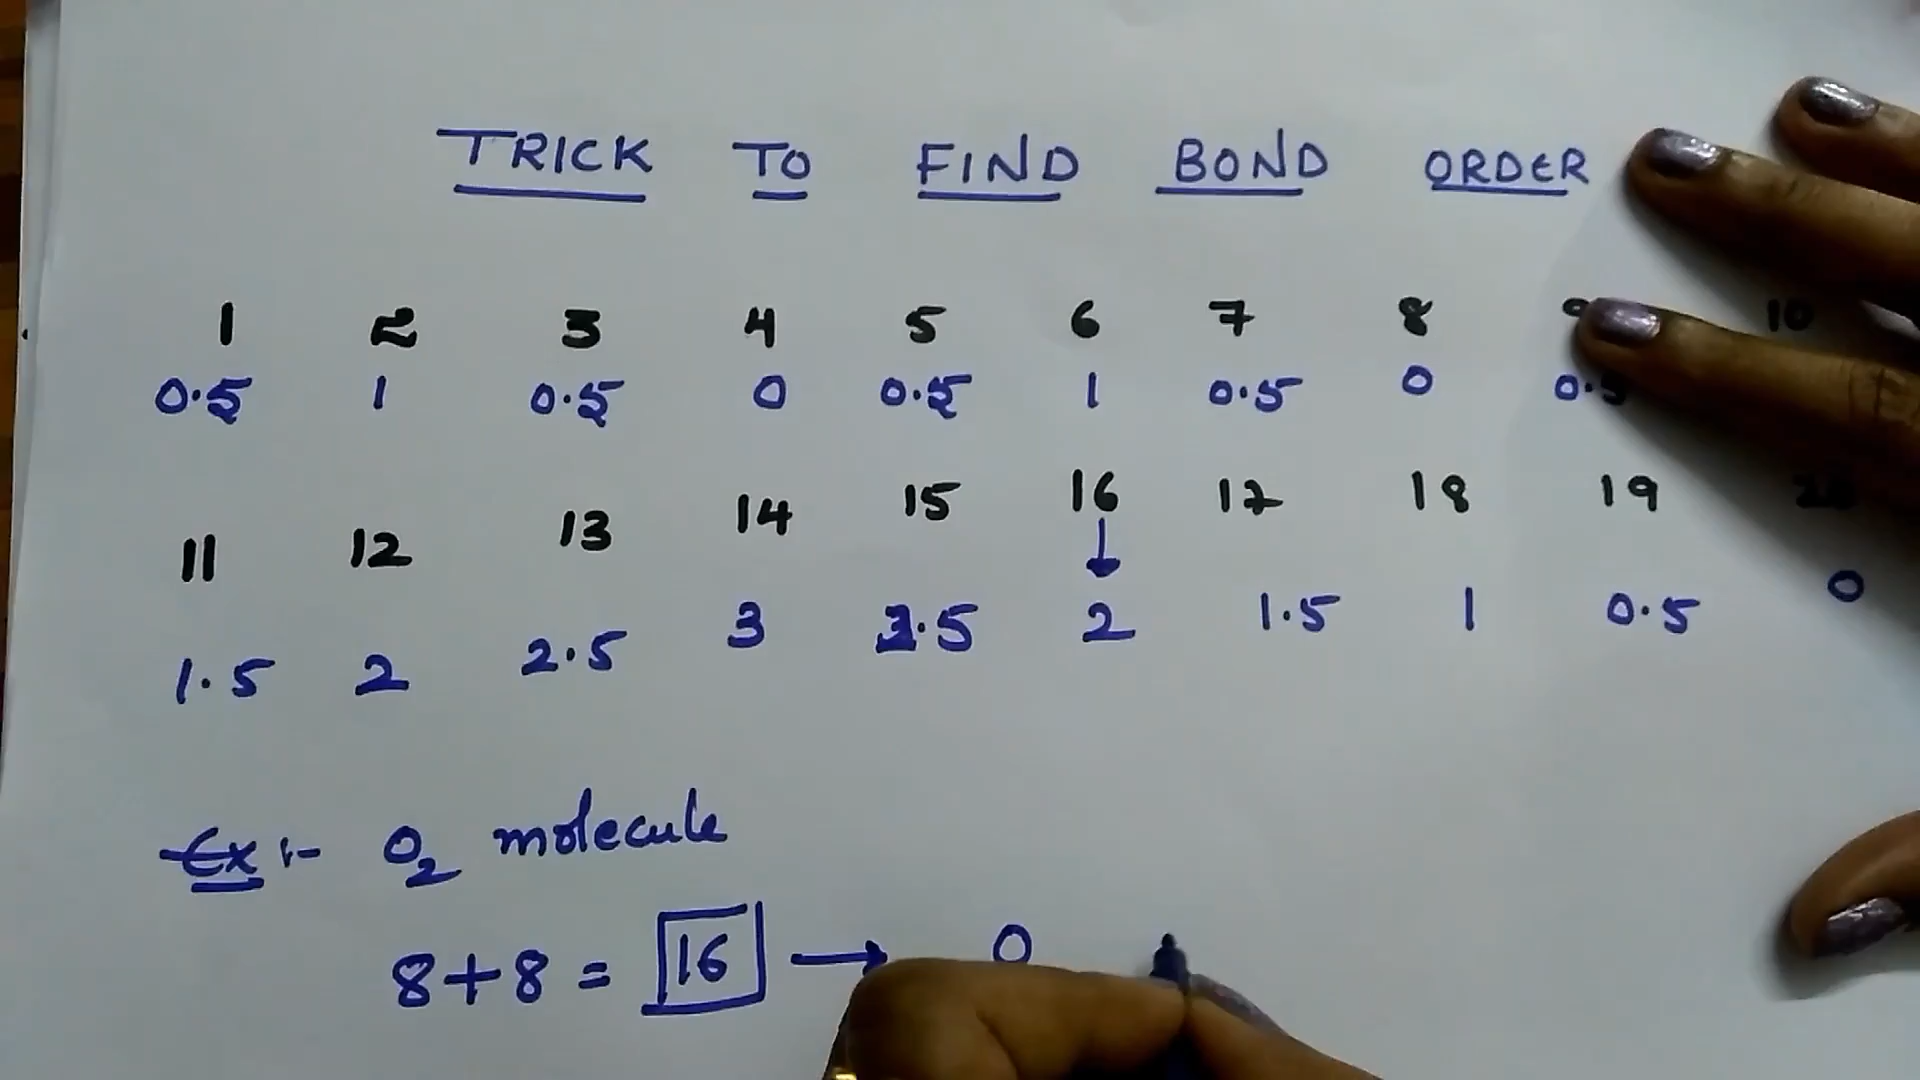 TRICK TO FIND BOND ORDER
1 2 3 4 5 6 7 8 9 10
0.5 1 0.5 0 0.5 1 0.5 0 0.5
11 12 13 14 15 16 17 18 19 20
1.5 2 2.5 3 2.5 2 1.5 1 0.5 0
Ex:- O2 molecule
8+8 = 16 → O